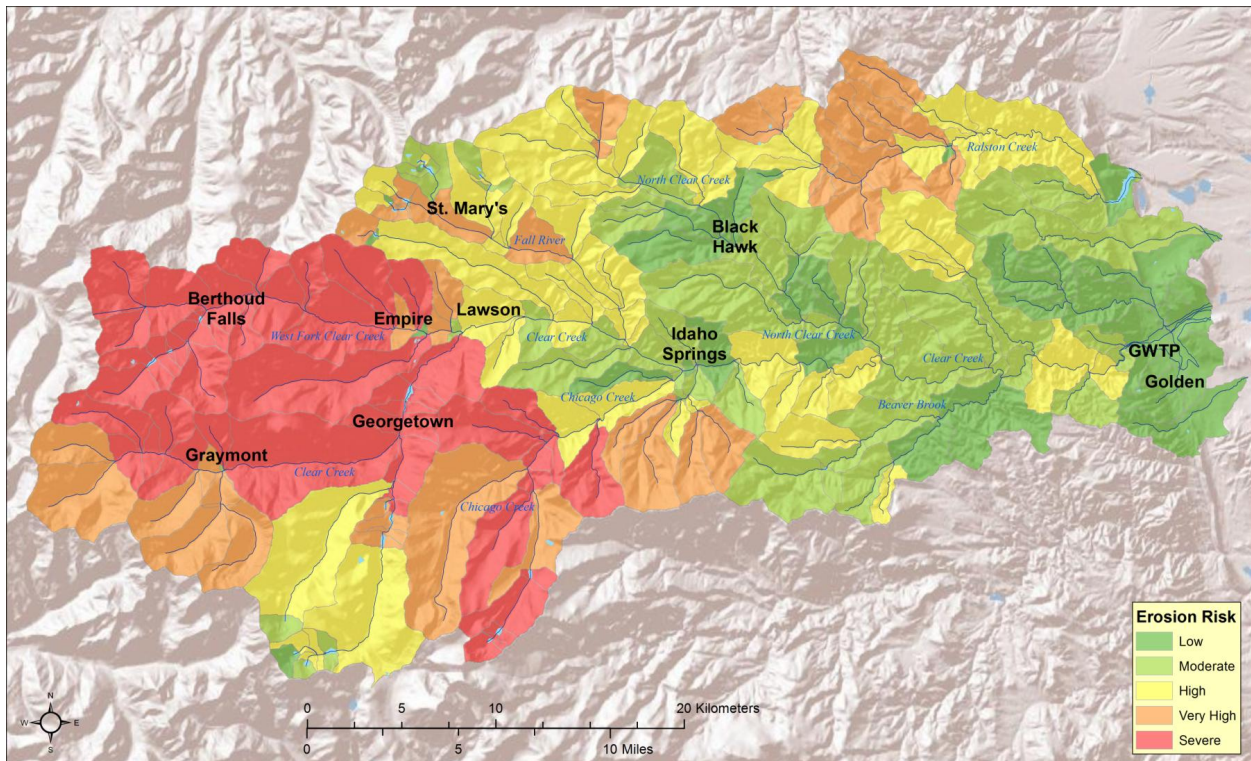 Ralston Creek
North Clear Creek
St. Mary's
Black
Hawk
Fall River
Berthoud
Falls
Empire
Lawson
West Fork Clear Creek
Clear Creek
Idaho
Springs
North Clear Creek
Clear Creek
GWTP
Golden
Chicago Creek
Beaver Brook
Georgetown
Graymont
Clear Creek
Chicago Creek
Erosion Risk
Low
Moderate
High
Very High
Severe
N
W
E
S
0 5 10 20 Kilometers
0 5 10 Miles